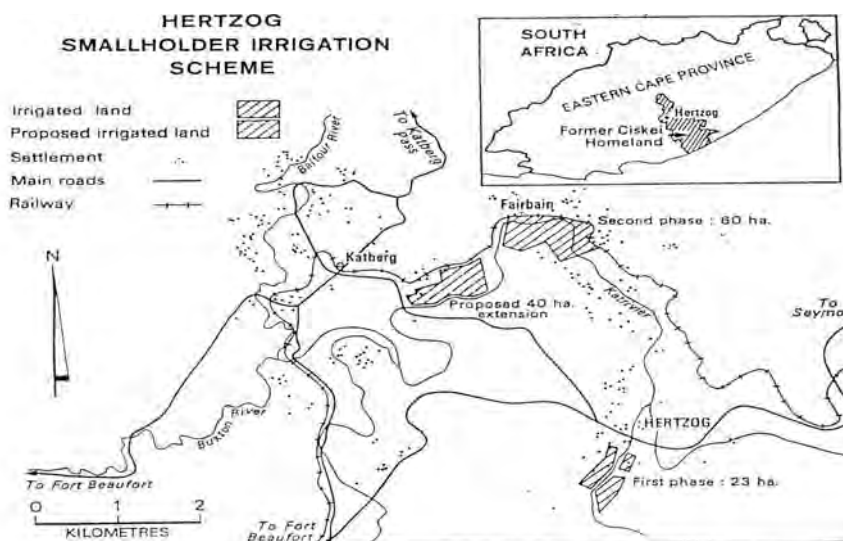 HERTZOG
SMALLHOLDER IRRIGATION
SCHEME
Irrigated land
Proposed irrigated land
Settlement
Main roads
Railway
N
SOUTH
AFRICA
EASTERN CAPE PROVINCE
Hertzog
Former Ciskei
Homeland
Balfour River
To Katberg
Pass
Fairbain
Second phase : 60 ha.
Katberg
Proposed 40 ha.
extension
Katriver
To
Seymo
Buxton River
HERTZOG
First phase : 23 ha.
To Fort Beaufort
0 1 2
KILOMETRES
To Fort
Beaufort